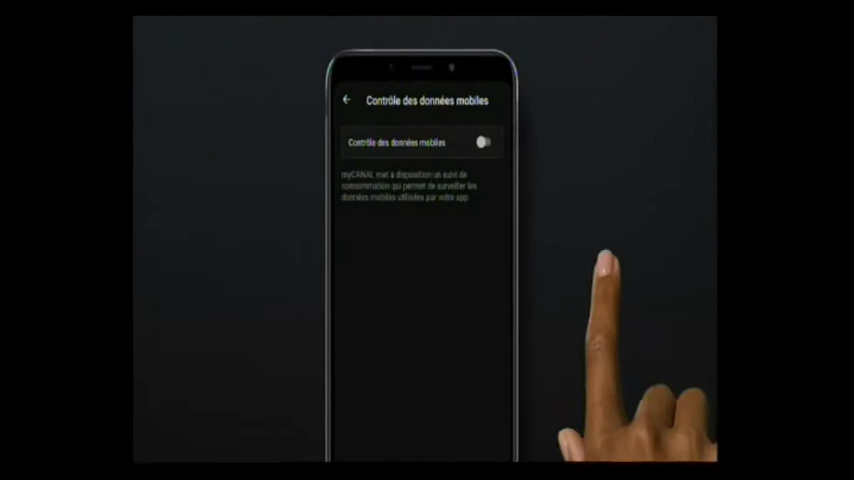 Contrôle des données mobiles
Contrôle des données mobiles
myCANAL met à disposition un suivi de
consommation qui permet de surveiller les
données mobiles utilisées par votre app.